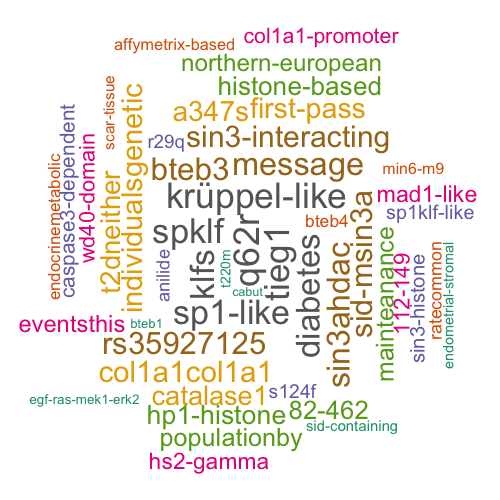 affymetrix-based
col1a1-promoter
northern-european
histone-based
scar-tissue
a347s
first-pass
individualsgenetic
caspase3-dependent
wd40-domain
r29q
sin3-interacting
endocrinemetabolic
t2dneither
bteb3
message
min6-m9
krüppel-like
mad1-like
sp1klf-like
spklf
klfs
q62r
tieg1
bteb4
sid-msin3a
anilide
t220m
cabut
diabetes
sin3ahdac
mainteanance
112-149
sin3-histone
ratecommon
endometrial-stromal
eventsthis
bteb1
sp1-like
rs35927125
col1a1col1a1
catalase1
s124f
egf-ras-mek1-erk2
hp1-histone
82-462
sid-containing
populationby
hs2-gamma